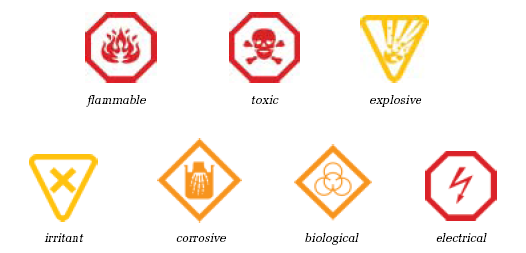 flammable
toxic
explosive
irritant
corrosive
biological
electrical